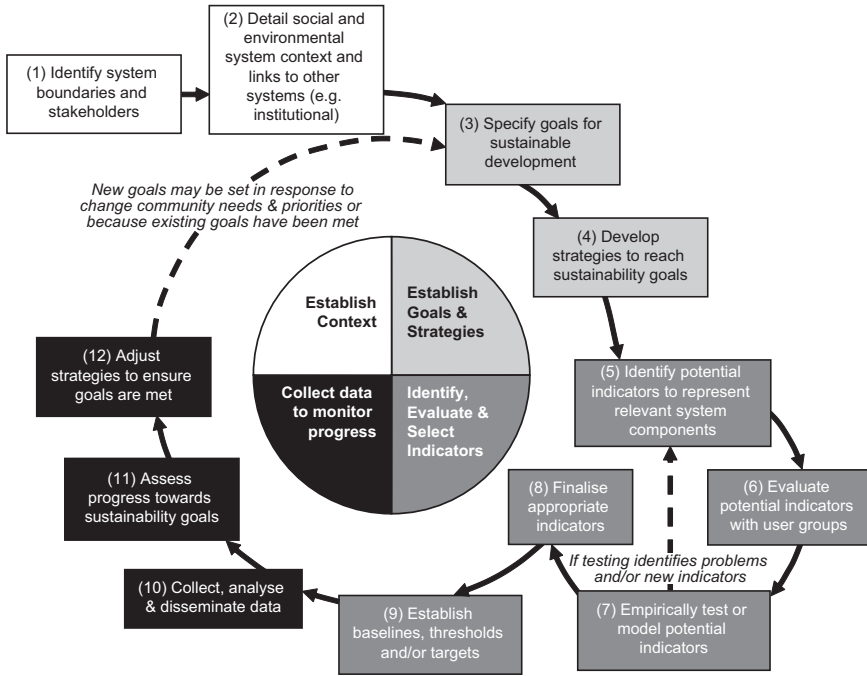 (1) Identify system
boundaries and
stakeholders
(2) Detail social and
environmental
system context and
links to other
systems (e.g.
institutional)
(3) Specify goals for
sustainable
development
New goals may be set in response to
change community needs & priorities or
because existing goals have been met
(4) Develop
strategies to reach
sustainability goals
Establish
Context
Establish
Goals &
Strategies
Collect data
to monitor
progress
Identify,
Evaluate &
Select
Indicators
(5) Identify potential
indicators to represent
relevant system
components
(6) Evaluate
potential indicators
with user groups
If testing identifies problems
and/or new indicators
(7) Empirically test or
model potential
indicators
(8) Finalise
appropriate
indicators
(9) Establish
baselines, thresholds
and/or targets
(10) Collect, analyse
& disseminate data
(11) Assess
progress towards
sustainability goals
(12) Adjust
strategies to ensure
goals are met